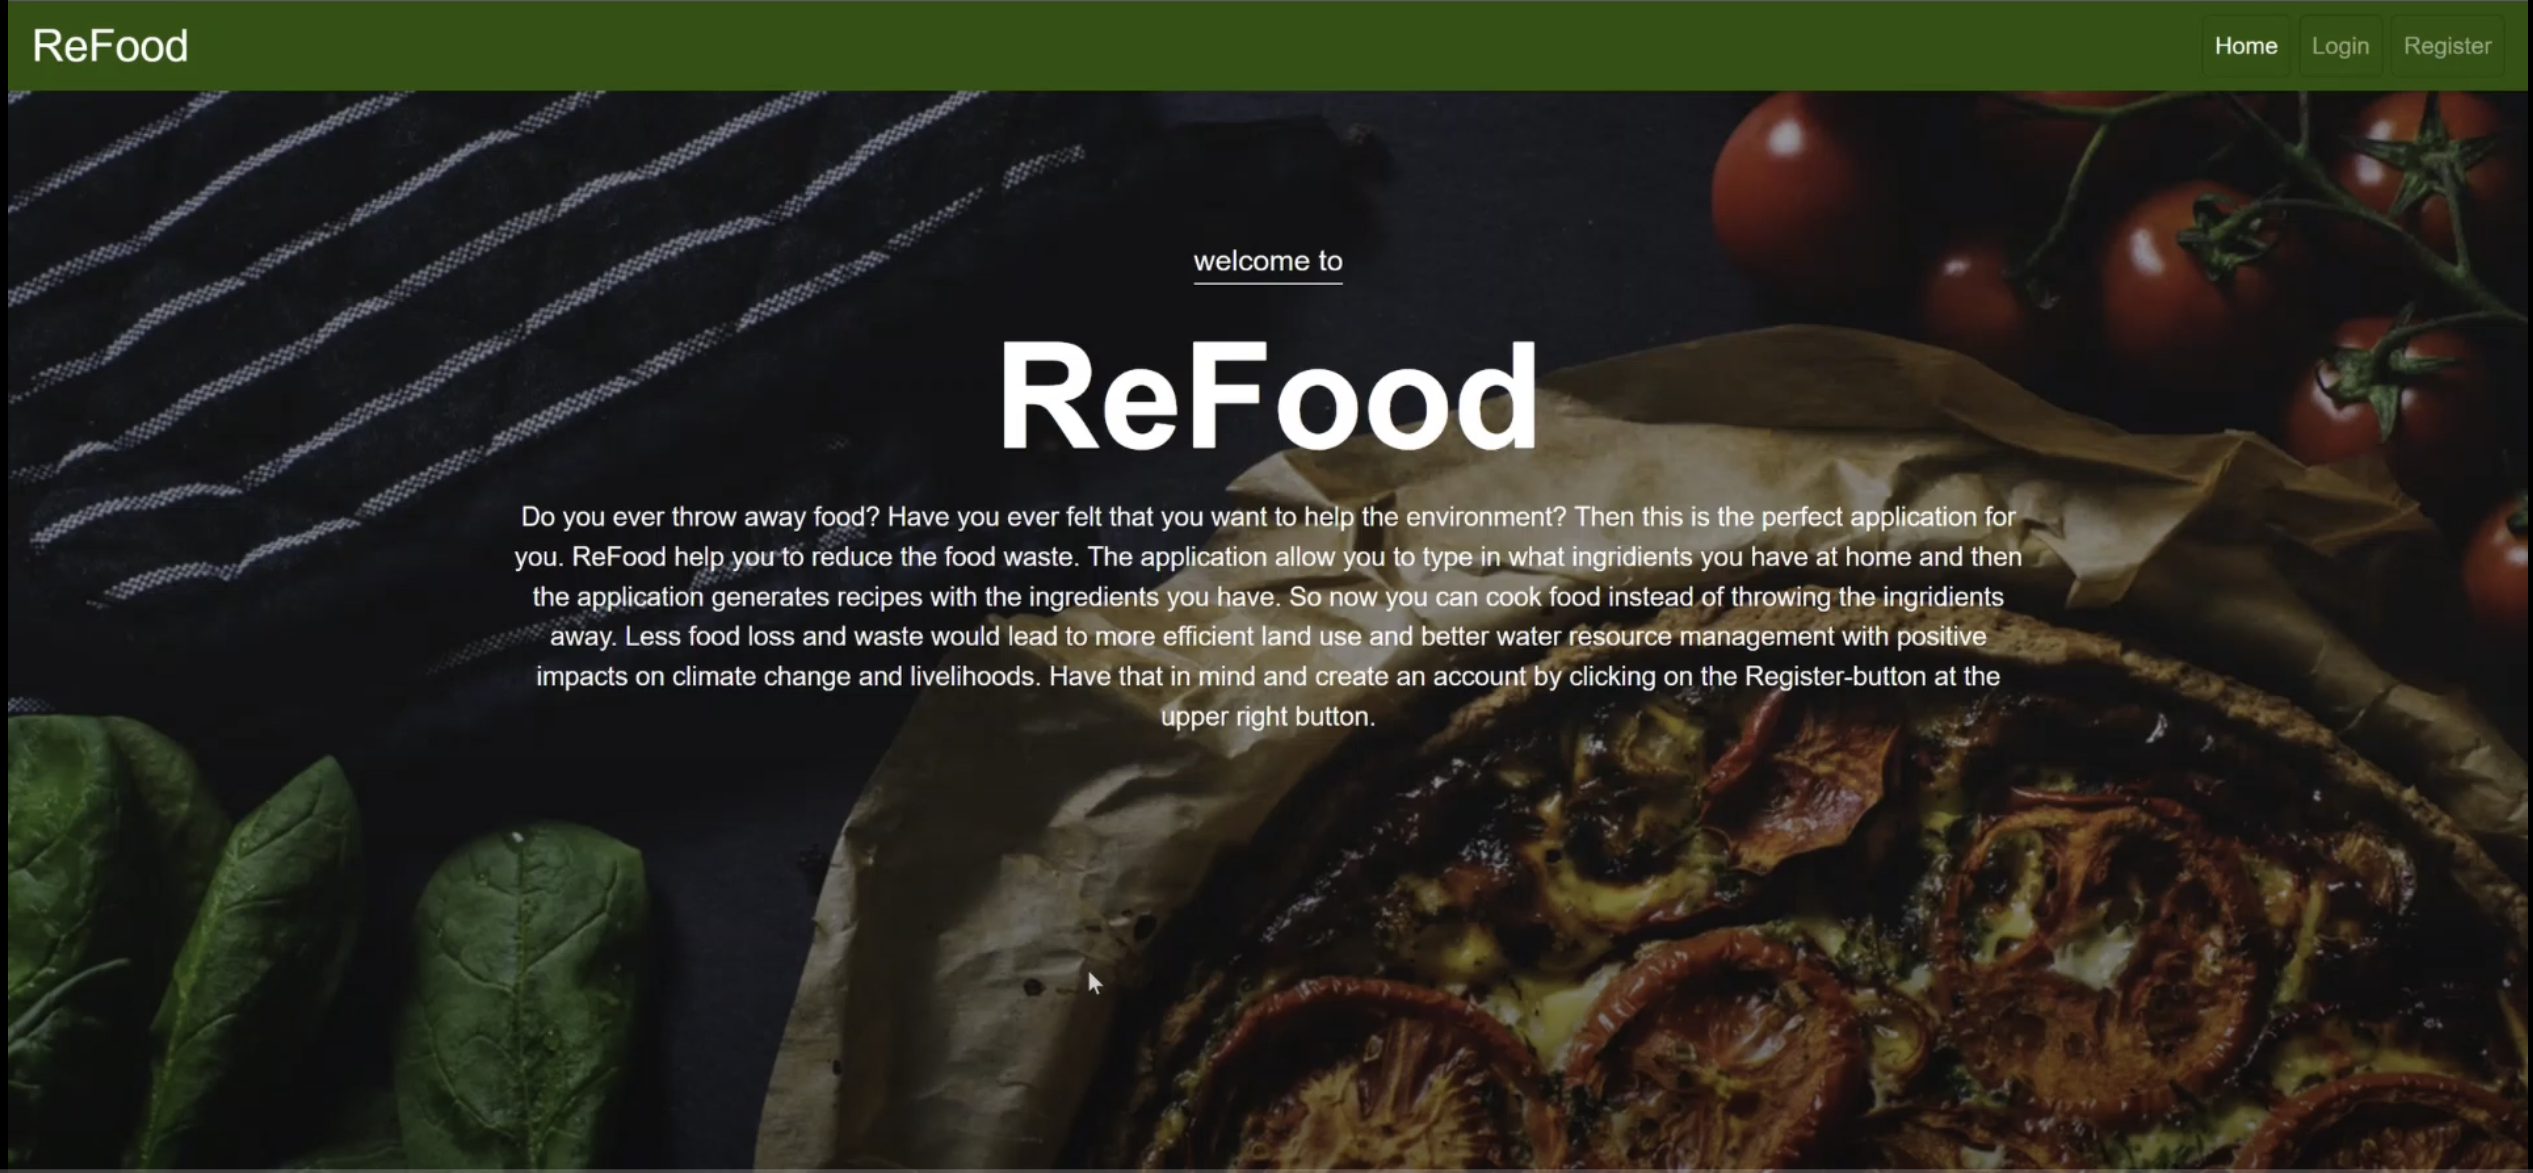 ReFood
Home Login Register
welcome to
ReFood
Do you ever throw away food? Have you ever felt that you want to help the environment? Then this is the perfect application for
you. ReFood help you to reduce the food waste. The application allow you to type in what ingridients you have at home and then
the application generates recipes with the ingredients you have. So now you can cook food instead of throwing the ingridients
away. Less food loss and waste would lead to more efficient land use and better water resource management with positive
impacts on climate change and livelihoods. Have that in mind and create an account by clicking on the Register-button at the
upper right button.